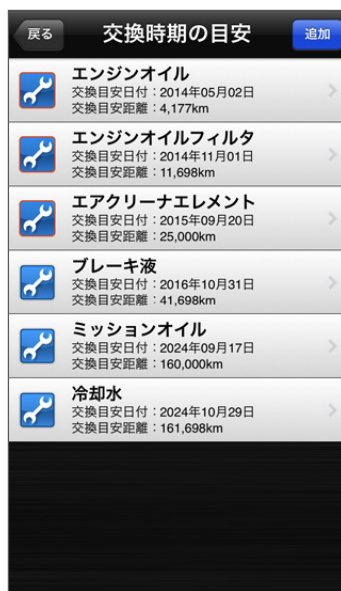 戻る
交換時期の目安
追加
エンジンオイル
交換目安日付：2014年05月02日
交換目安距離：4,177km
エンジンオイルフィルタ
交換目安日付：2014年11月01日
交換目安距離：11,698km
エアクリーナエレメント
交換目安日付：2015年09月20日
交換目安距離：25,000km
ブレーキ液
交換目安日付：2016年10月31日
交換目安距離：41,698km
ミッションオイル
交換目安日付：2024年09月17日
交換目安距離：160,000km
冷却水
交換目安日付：2024年10月29日
交換目安距離：161,698km